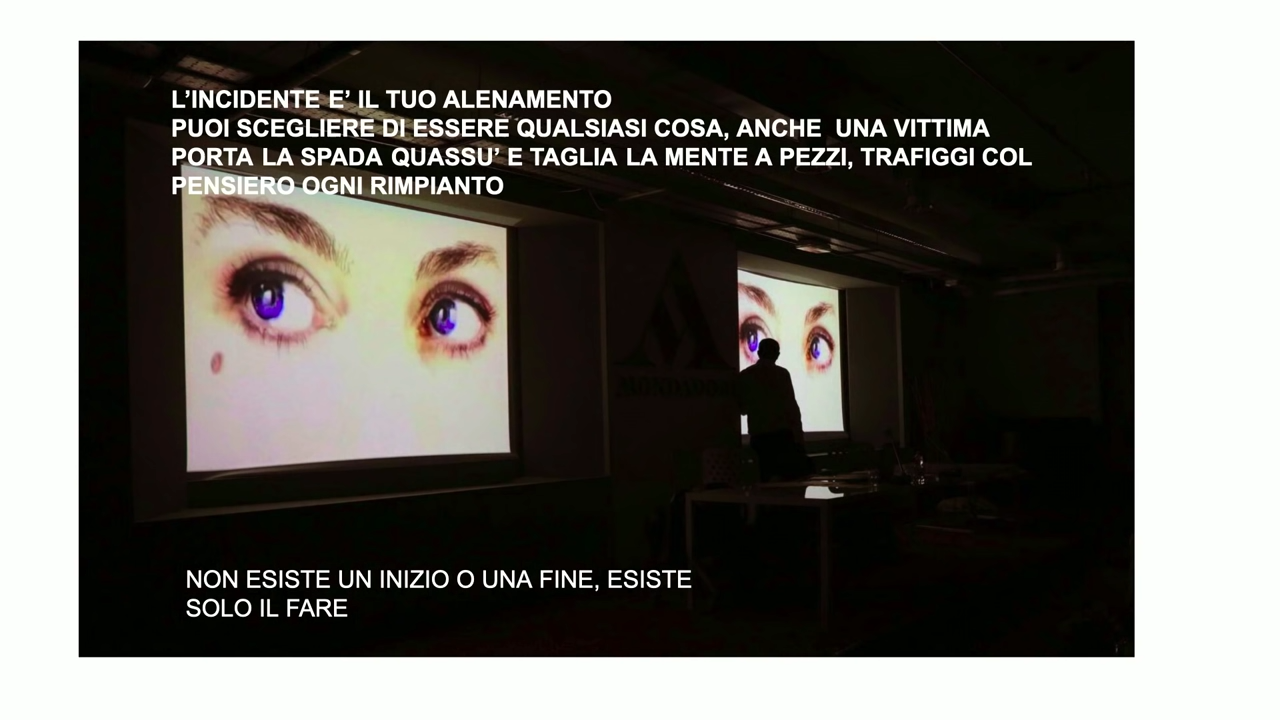 L’INCIDENTE E’ IL TUO ALENAMENTO
PUOI SCEGLIERE DI ESSERE QUALSIASI COSA, ANCHE  UNA VITTIMA
PORTA LA SPADA QUASSU’ E TAGLIA LA MENTE A PEZZI, TRAFIGGI COL
PENSIERO OGNI RIMPIANTO
NON ESISTE UN INIZIO O UNA FINE, ESISTE
SOLO IL FARE